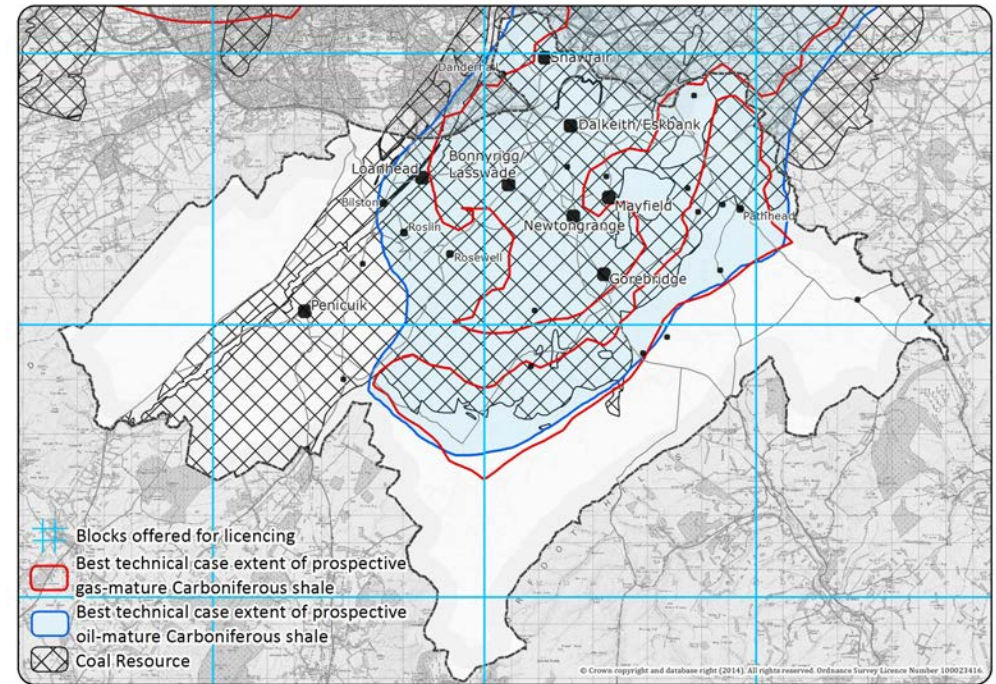 Shawfair
Dalkeith/Eskbank
Bonnyrigg/
Lasswade
Loanhead
Mayfield
Bilston
Newtongrange
Pathhead
Roslin
Rosewell
Gorebridge
Penicuik
Blocks offered for licencing
Best technical case extent of prospective
gas-mature Carboniferous shale
Best technical case extent of prospective
oil-mature Carboniferous shale
Coal Resource
© Crown copyright and database right (2014). All rights reserved. Ordnance Survey Licence Number 100023416.